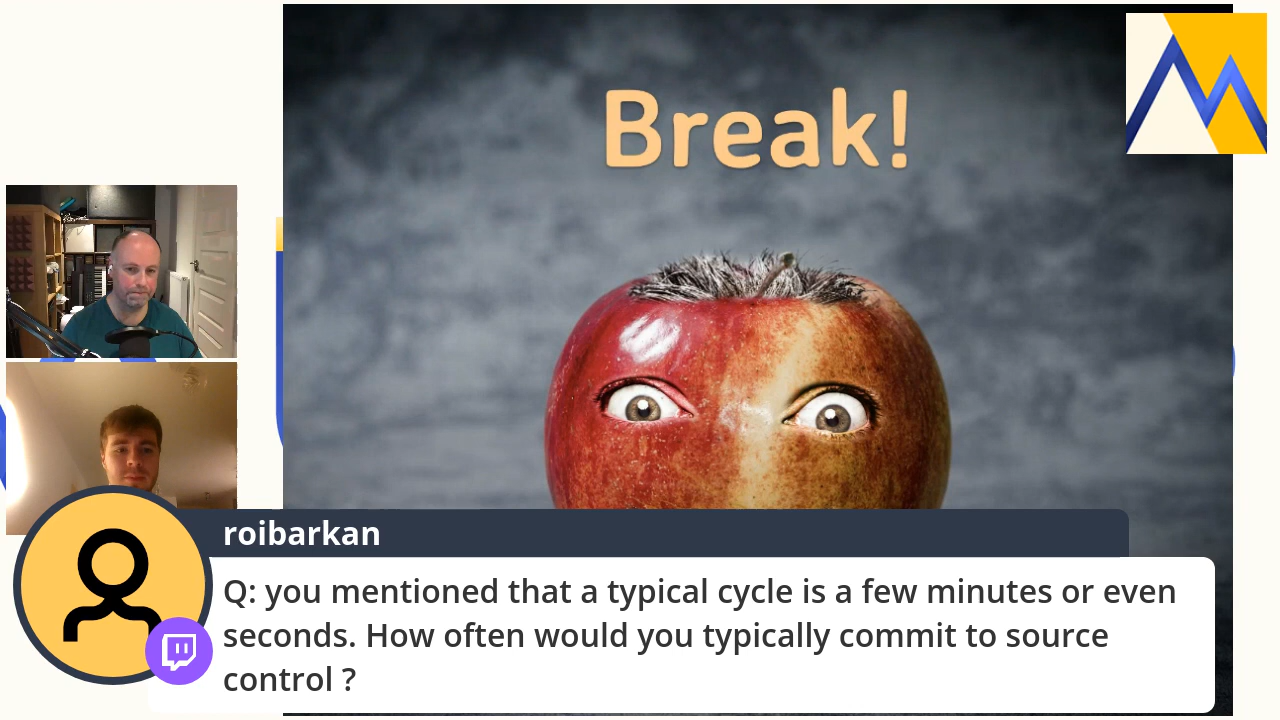 Break!
roibarkan
Q: you mentioned that a typical cycle is a few minutes or even
seconds. How often would you typically commit to source
control ?